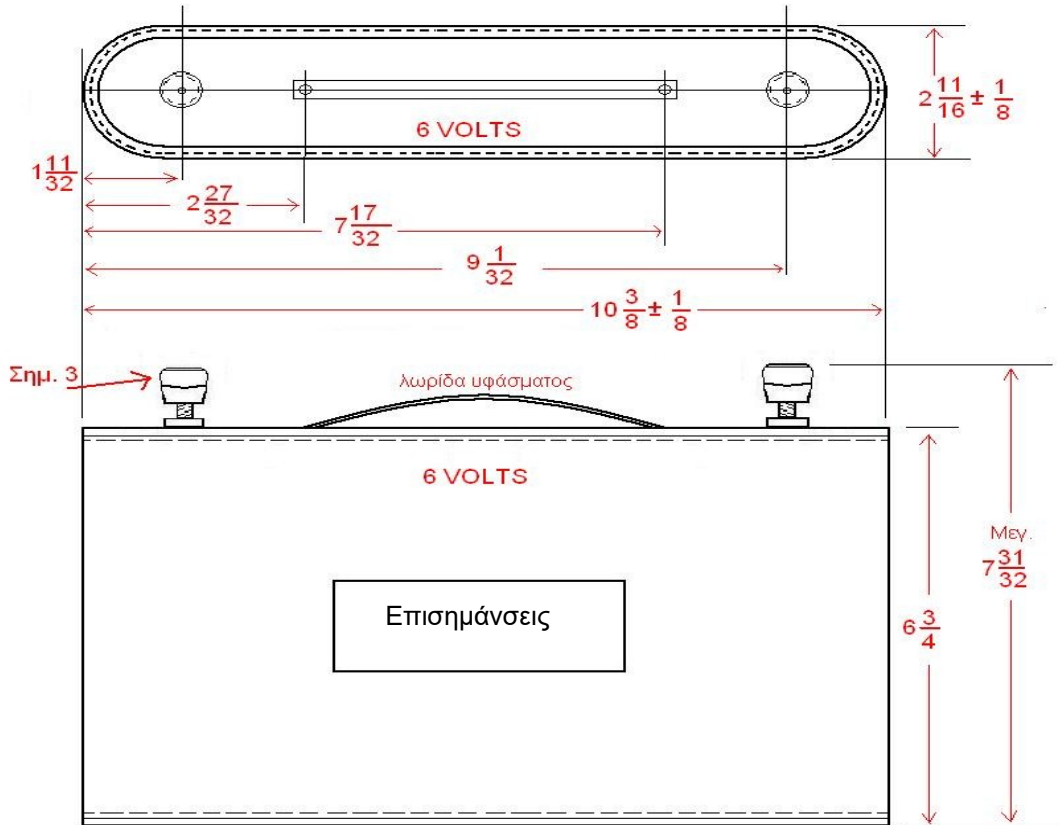 6 VOLTS
2 11/16 ± 1/8
1 11/32
2 27/32
7 17/32
9 1/32
10 3/8 ± 1/8
Σημ. 3
λωρίδα υφάσματος
6 VOLTS
Μεγ.
7 31/32
6 3/4
Επισημάνσεις